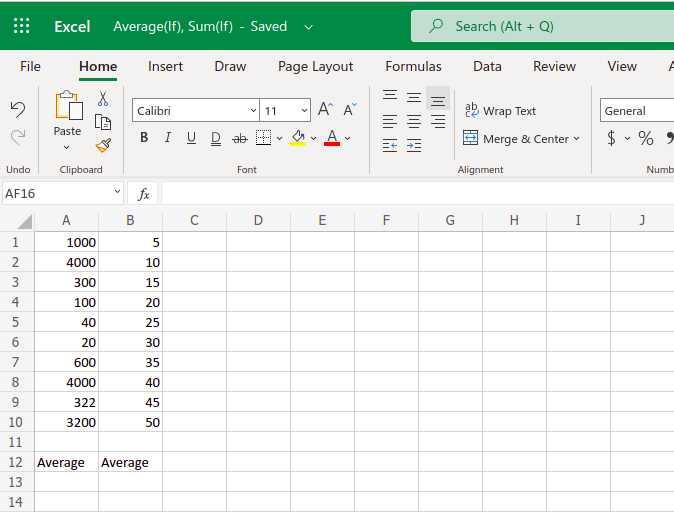 Excel Average(If), Sum(If) - Saved Search (Alt + Q)
File Home Insert Draw Page Layout Formulas Data Review View
Paste Calibri 11 A A Wrap Text General
B I U D ab A Merge & Center $ %
Undo Clipboard Font Alignment Numb
AF16 fx
A B C D E F G H I J
1 1000 5
2 4000 10
3 300 15
4 100 20
5 40 25
6 20 30
7 600 35
8 4000 40
9 322 45
10 3200 50
11
12 Average Average
13
14